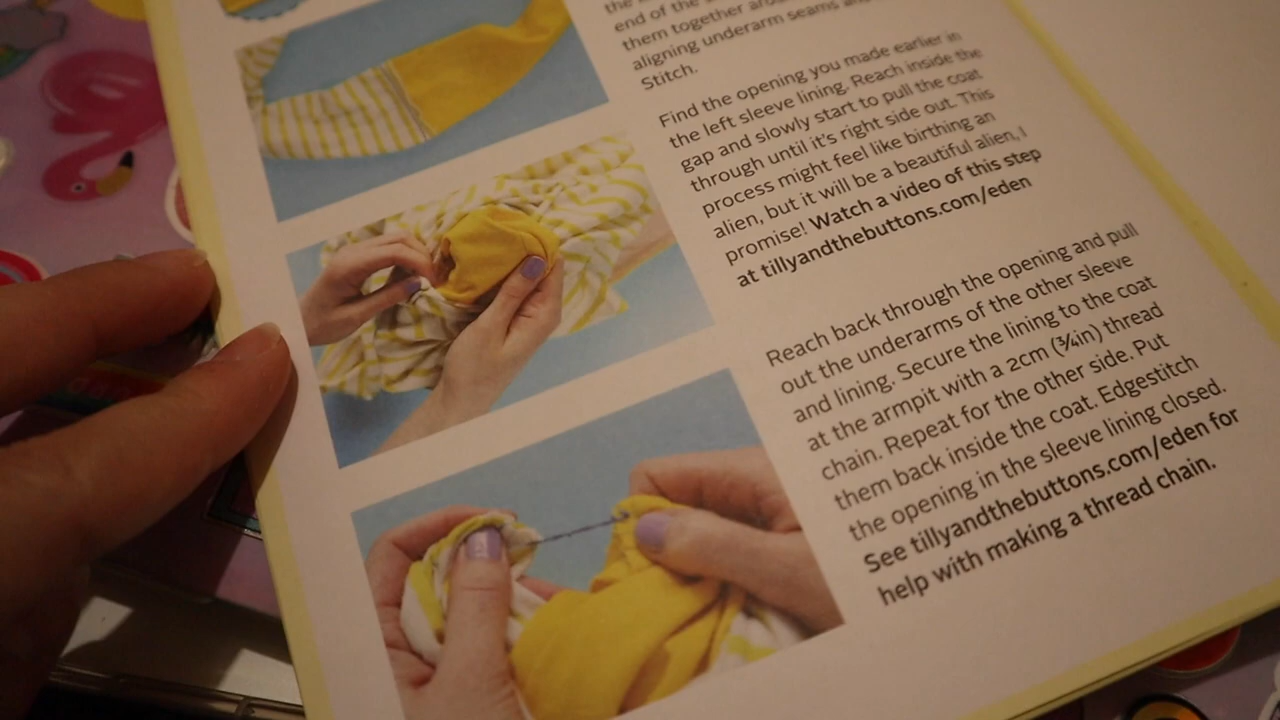 end of the
them together
aligning underarm seams
Stitch.
Find the opening you made earlier in
the left sleeve lining. Reach inside the
gap and slowly start to pull the coat
through until it's right side out. This
process might feel like birthing an
alien, but it will be a beautiful alien, I
promise! Watch a video of this step
at tillyandthebuttons.com/eden
Reach back through the opening and pull
out the underarms of the other sleeve
and lining. Secure the lining to the coat
at the armpit with a 2cm (¾in) thread
chain. Repeat for the other side. Put
them back inside the coat. Edgestitch
the opening in the sleeve lining closed.
See tillyandthebuttons.com/eden for
help with making a thread chain.